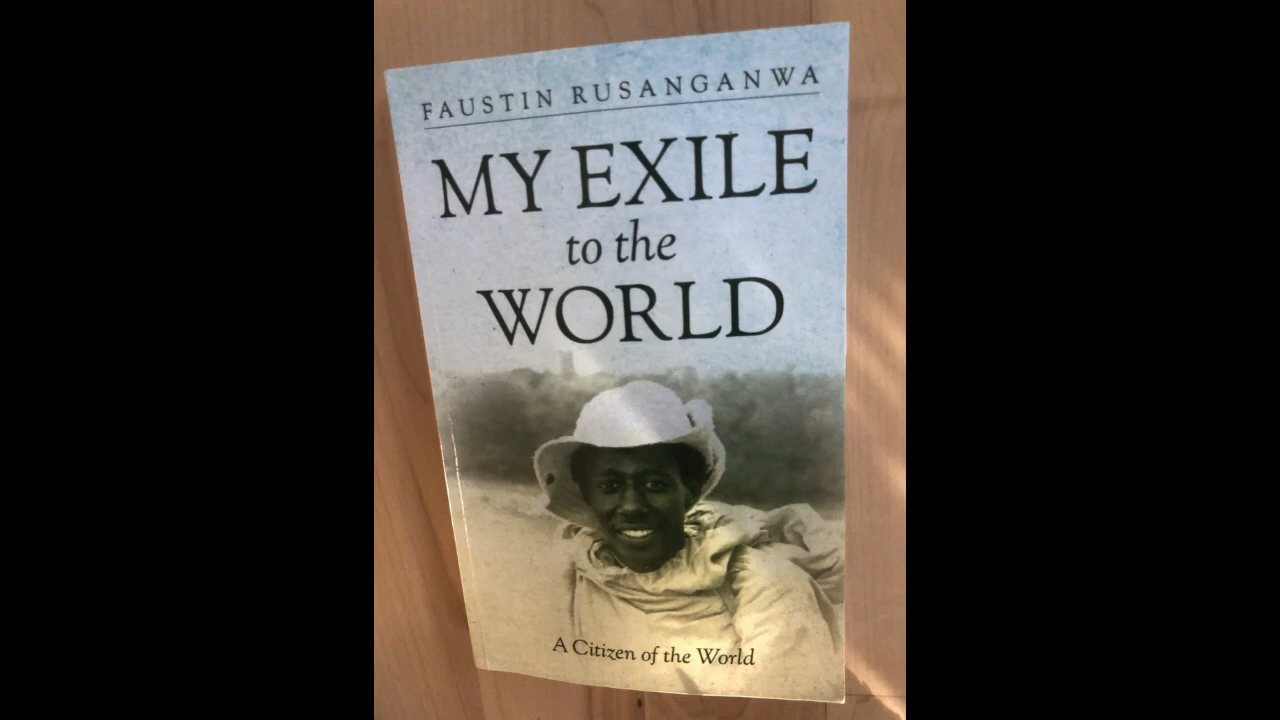 FAUSTIN RUSANGANWA
MY EXILE
to the
WORLD
A Citizen of the World